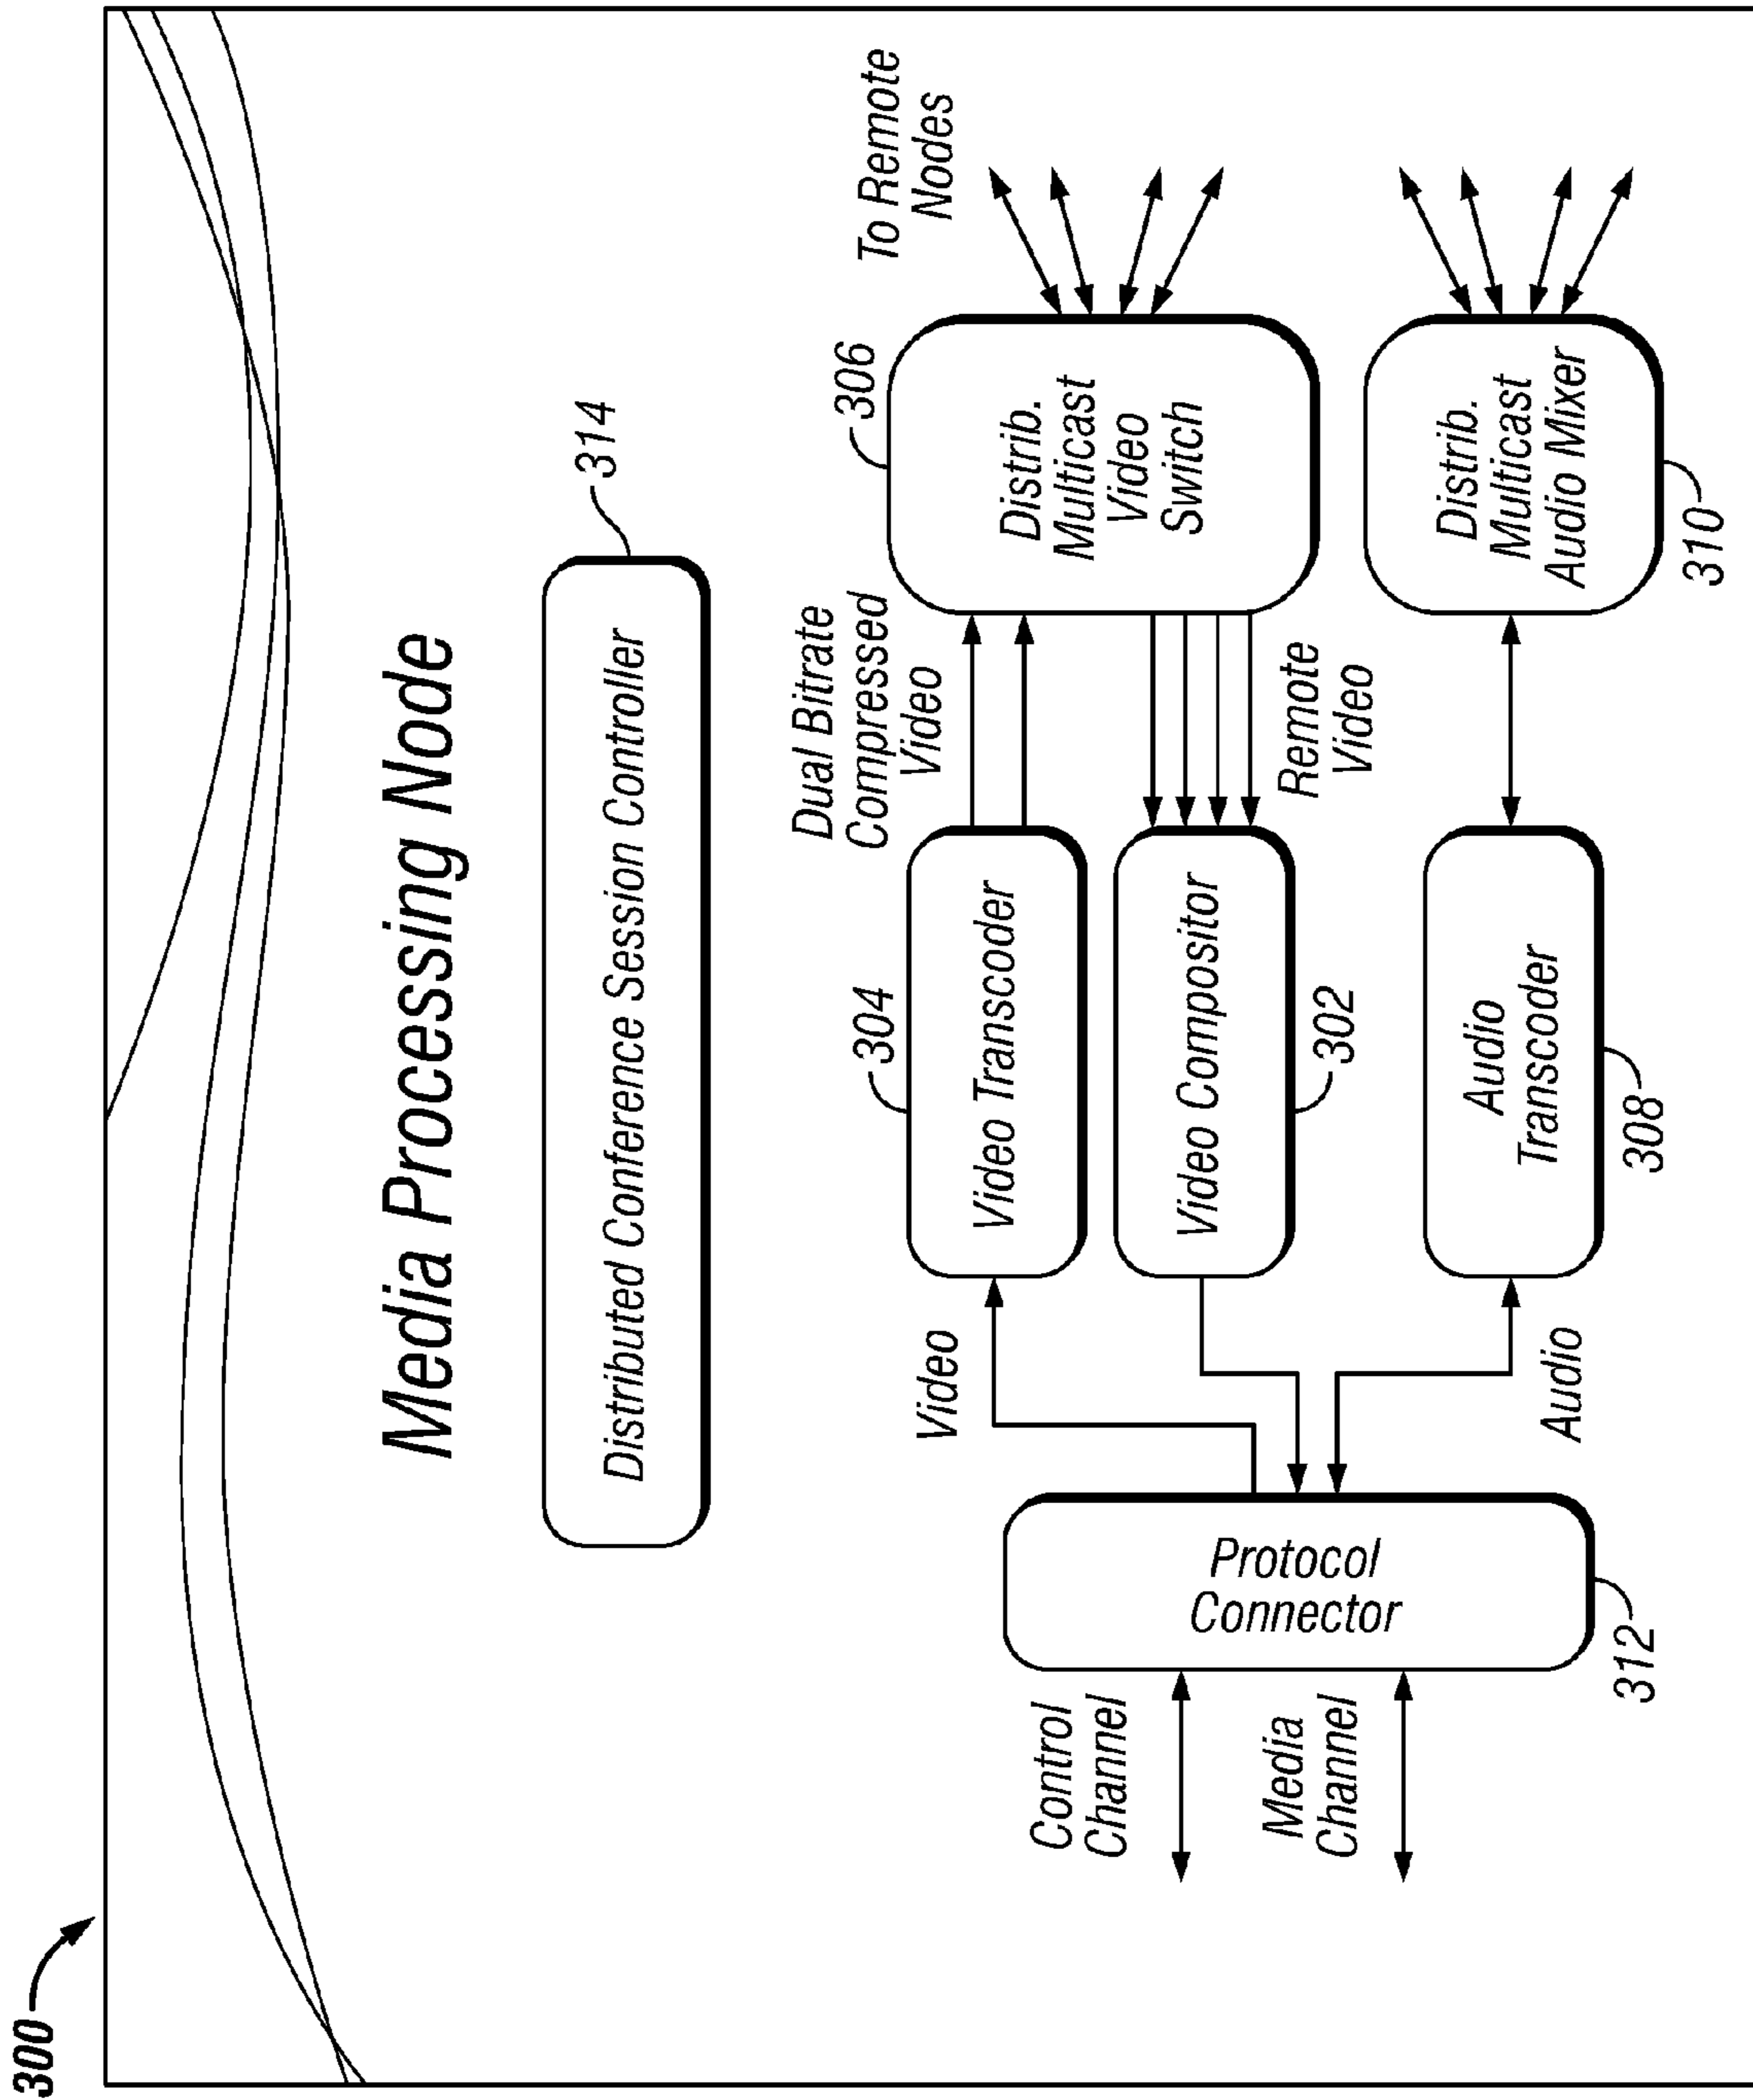 300
Media Processing Node
Distributed Conference Session Controller
314
Control
Channel
Media
Channel
Protocol
Connector
312
Video
Audio
304
Video Transcoder
Video Compositor
302
Audio
Transcoder
308
Dual Bitrate
Compressed
Video
Remote
Video
306
Distrib.
Multicast
Video
Switch
Distrib.
Multicast
Audio Mixer
310
To Remote
Nodes